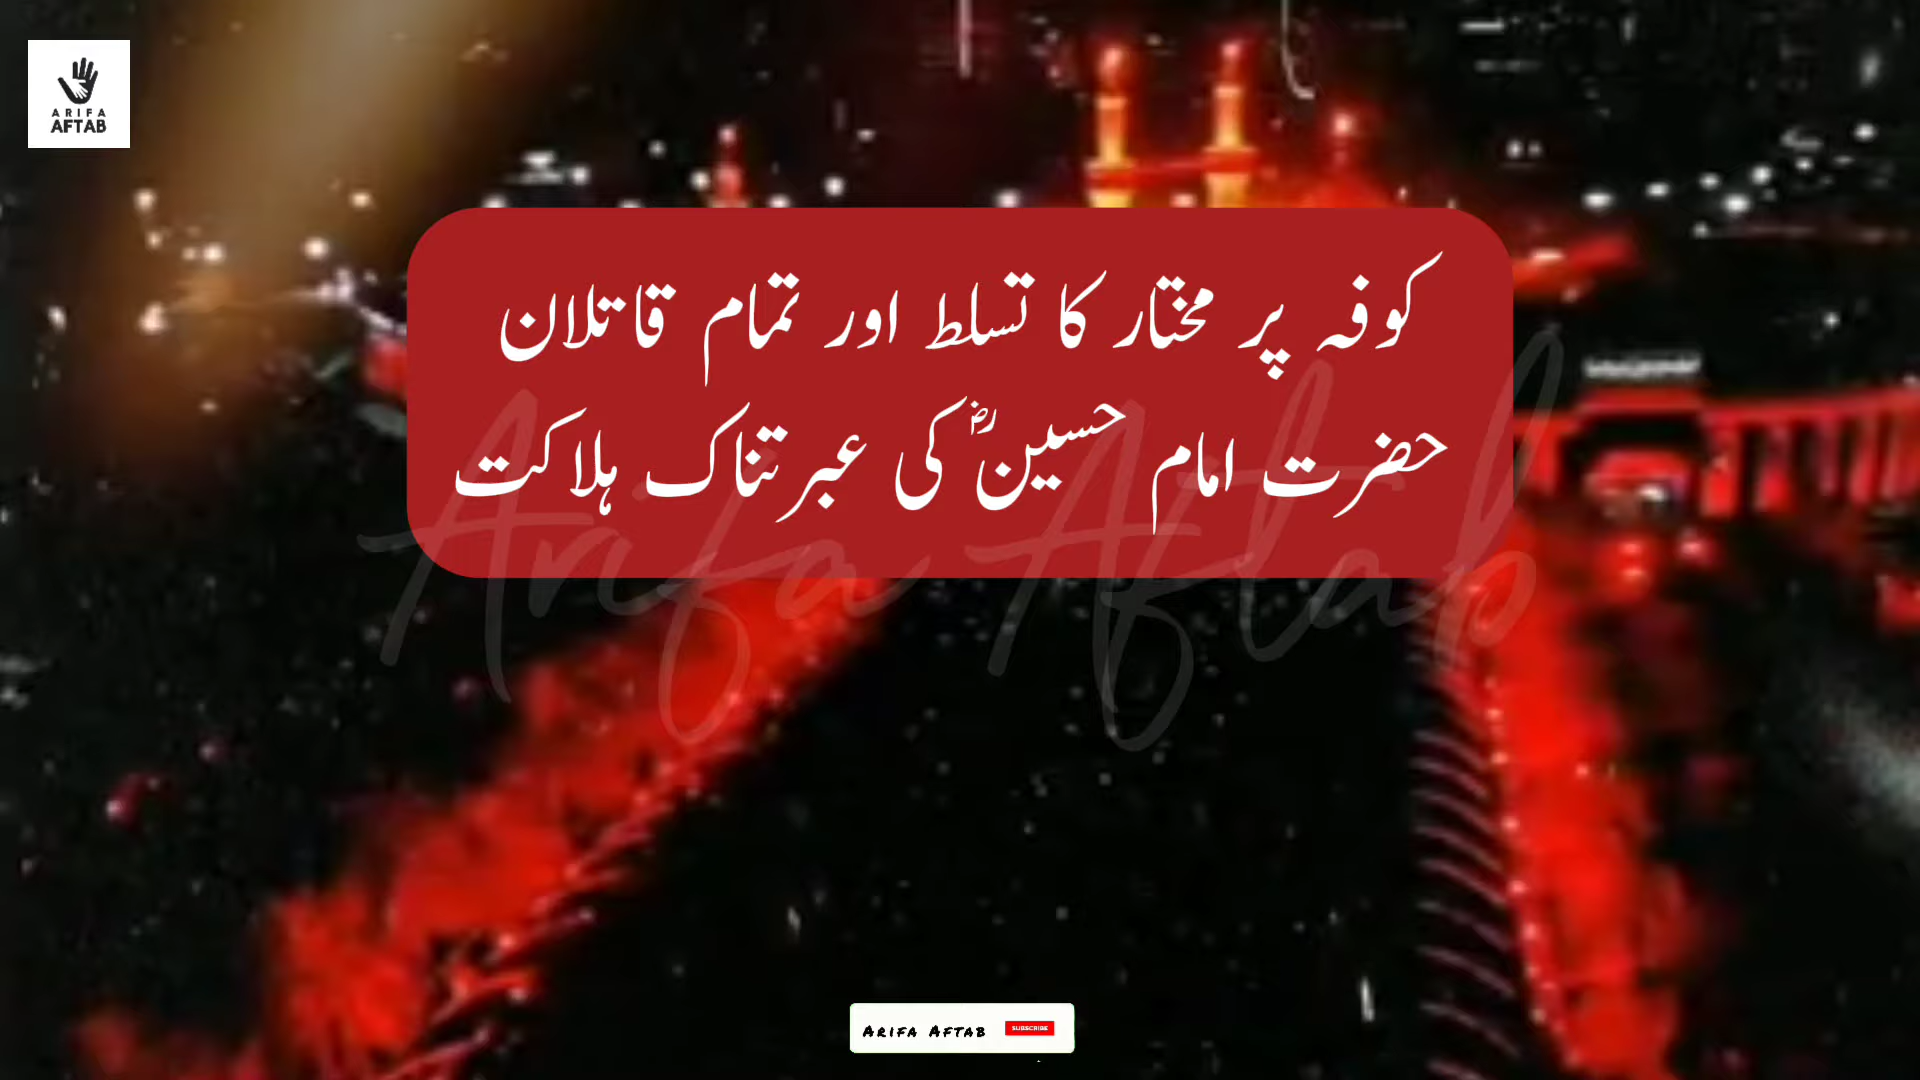 ARIFA
AFTAB
کوفہ پر مختار کا تسلط اور تمام قاتلان
حضرت امام حسینؓ کی عبرتناک ہلاکت
Arifa Aftab
ARIFA AFTAB SUBSCRIBE